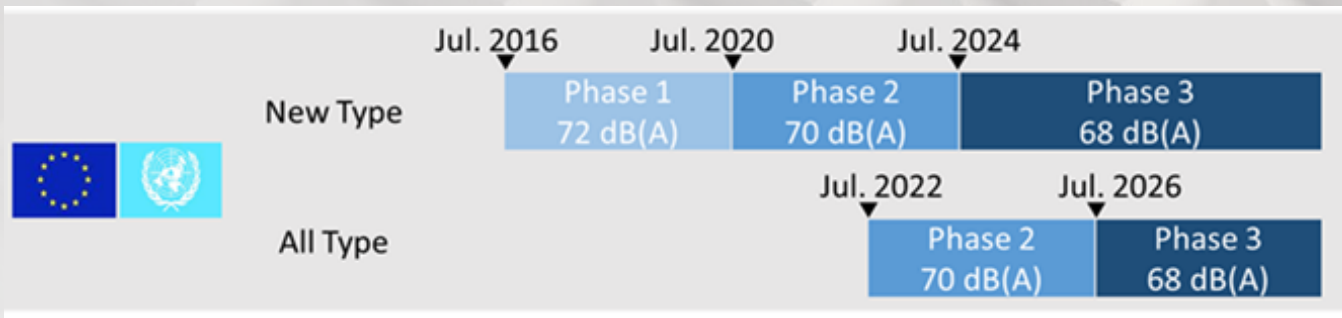 Jul. 2016 Jul. 2020 Jul. 2024
New Type
Phase 1 Phase 2 Phase 3
72 dB(A) 70 dB(A) 68 dB(A)
Jul. 2022 Jul. 2026
All Type
Phase 2 Phase 3
70 dB(A) 68 dB(A)